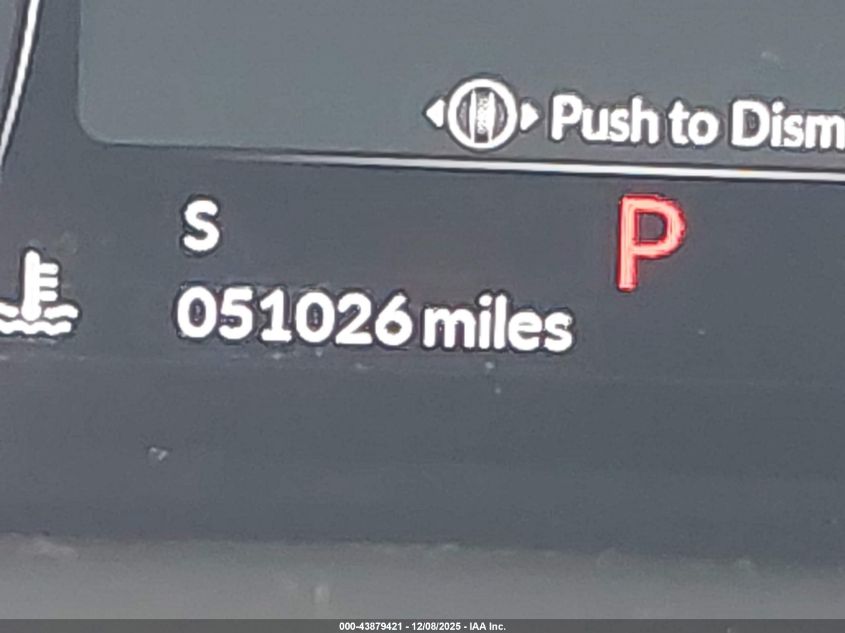 Push to Dism
S
P
051026 miles
000-43879421 - 12/08/2025 - IAA Inc.